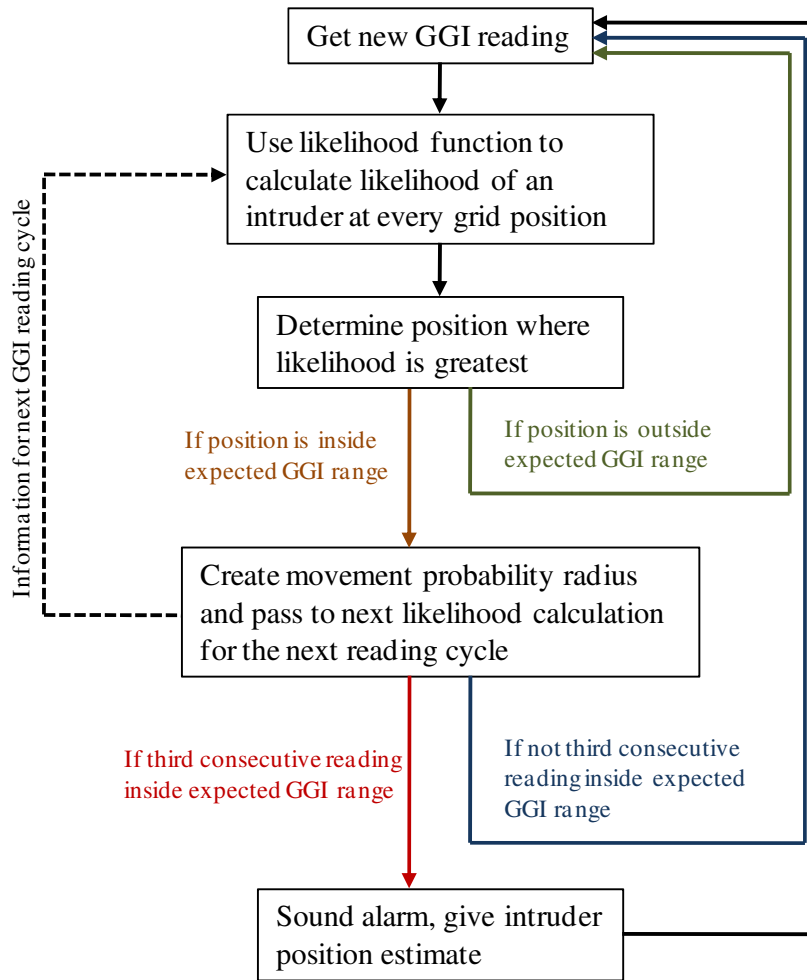 Get new GGI reading
Use likelihood function to
calculate likelihood of an
intruder at every grid position
Information for next GGI reading cycle
Determine position where
likelihood is greatest
If position is inside
expected GGI range
If position is outside
expected GGI range
Create movement probability radius
and pass to next likelihood calculation
for the next reading cycle
If third consecutive reading
inside expected GGI range
If not third consecutive
reading inside expected
GGI range
Sound alarm, give intruder
position estimate